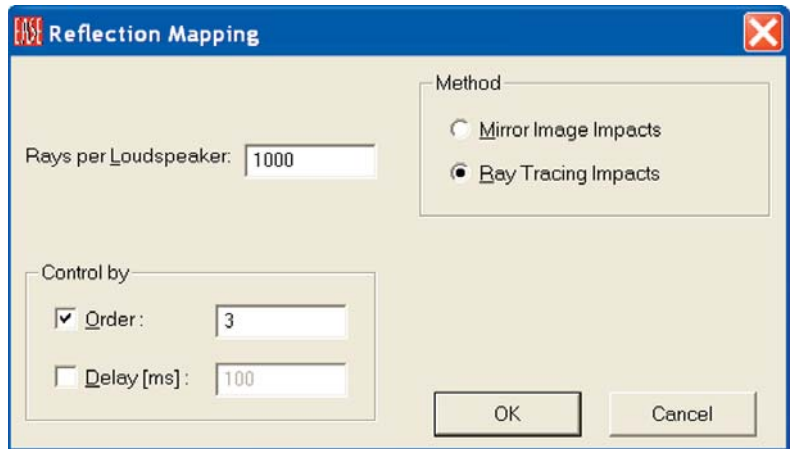 EASE Reflection Mapping
Method
Mirror Image Impacts
Ray Tracing Impacts
Rays per Loudspeaker: 1000
Control by
Order : 3
Delay [ms] : 100
OK
Cancel